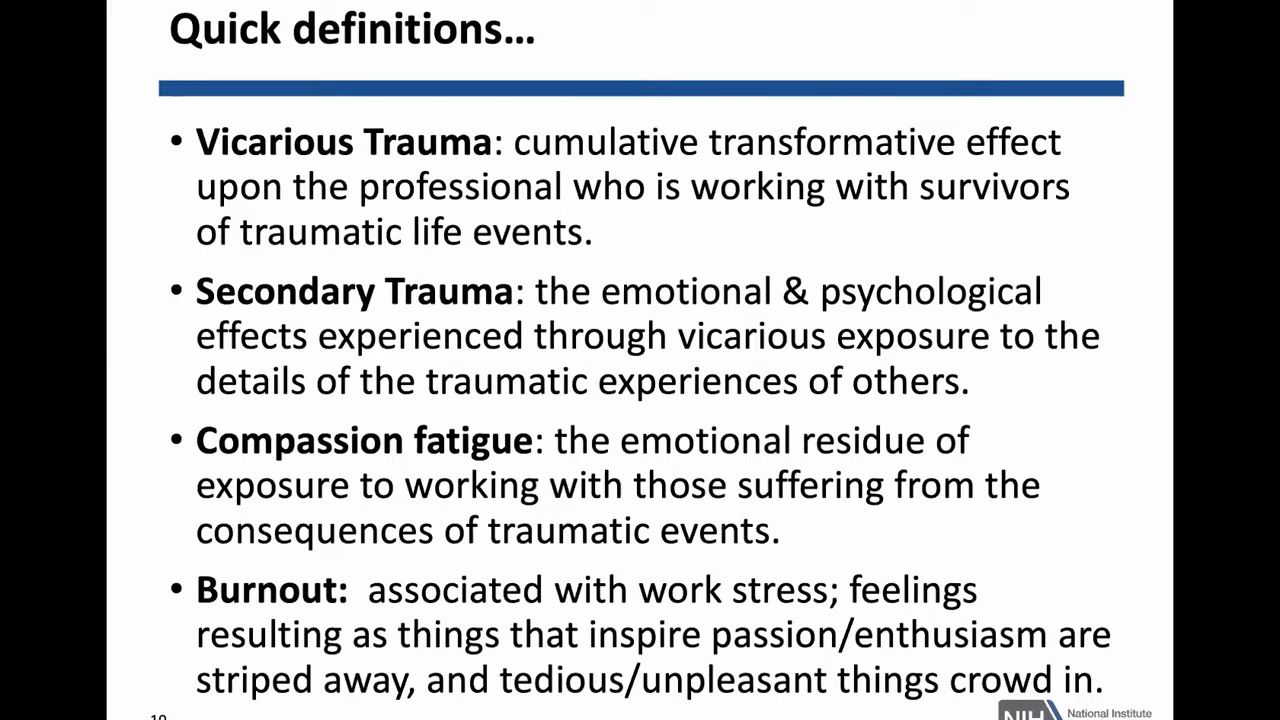 Quick definitions...
• Vicarious Trauma: cumulative transformative effect
upon the professional who is working with survivors
of traumatic life events.
• Secondary Trauma: the emotional & psychological
effects experienced through vicarious exposure to the
details of the traumatic experiences of others.
• Compassion fatigue: the emotional residue of
exposure to working with those suffering from the
consequences of traumatic events.
• Burnout: associated with work stress; feelings
resulting as things that inspire passion/enthusiasm are
striped away, and tedious/unpleasant things crowd in.
NIH National Institute